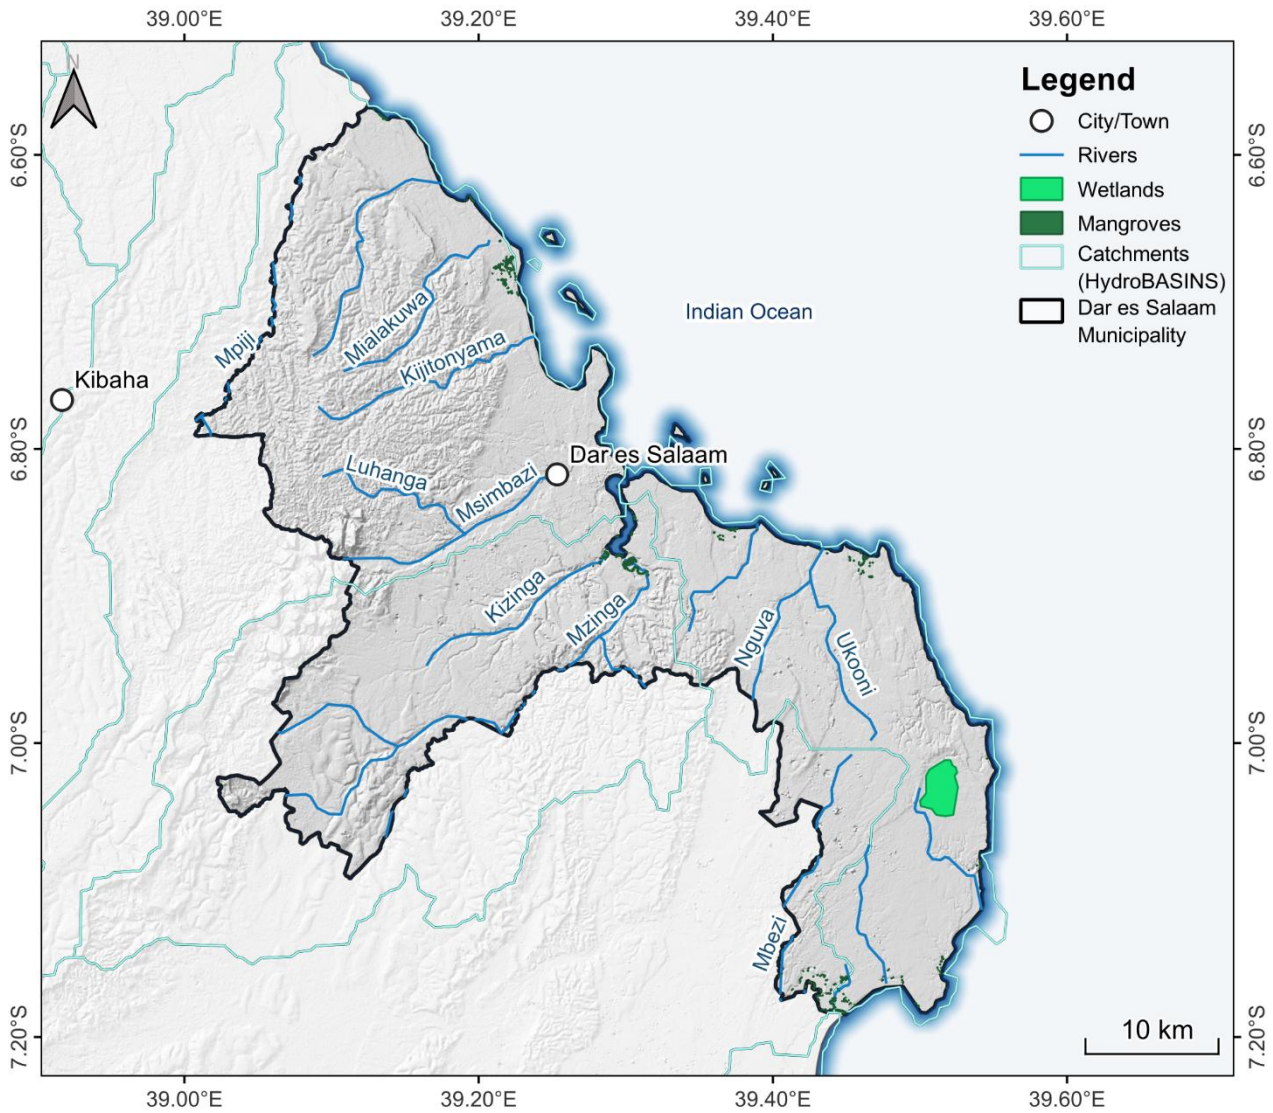 39.00°E
39.20°E
39.40°E
39.60°E
N
Legend
City/Town
Rivers
Wetlands
Mangroves
Catchments
(HydroBASINS)
Dar es Salaam
Municipality
6.60°S
6.60°S
Indian Ocean
Mpiji
Mialakuwa
Kijitonyama
Kibaha
6.80°S
6.80°S
Dar es Salaam
Luhanga
Msimbazi
Kizinga
Mzinga
Nguva
Ukooni
7.00°S
7.00°S
Mbezi
10 km
7.20°S
7.20°S
39.00°E
39.20°E
39.40°E
39.60°E